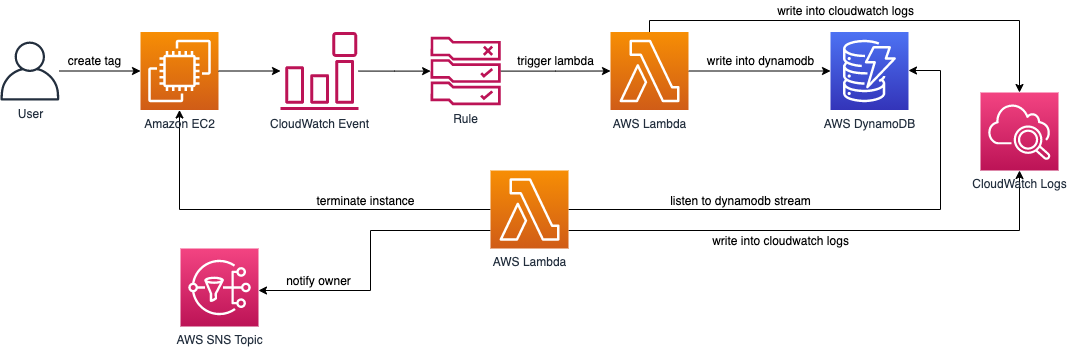 write into cloudwatch logs
create tag
trigger lambda
write into dynamodb
User
Amazon EC2
CloudWatch Event
Rule
AWS Lambda
AWS DynamoDB
CloudWatch Logs
terminate instance
listen to dynamodb stream
write into cloudwatch logs
AWS Lambda
notify owner
AWS SNS Topic